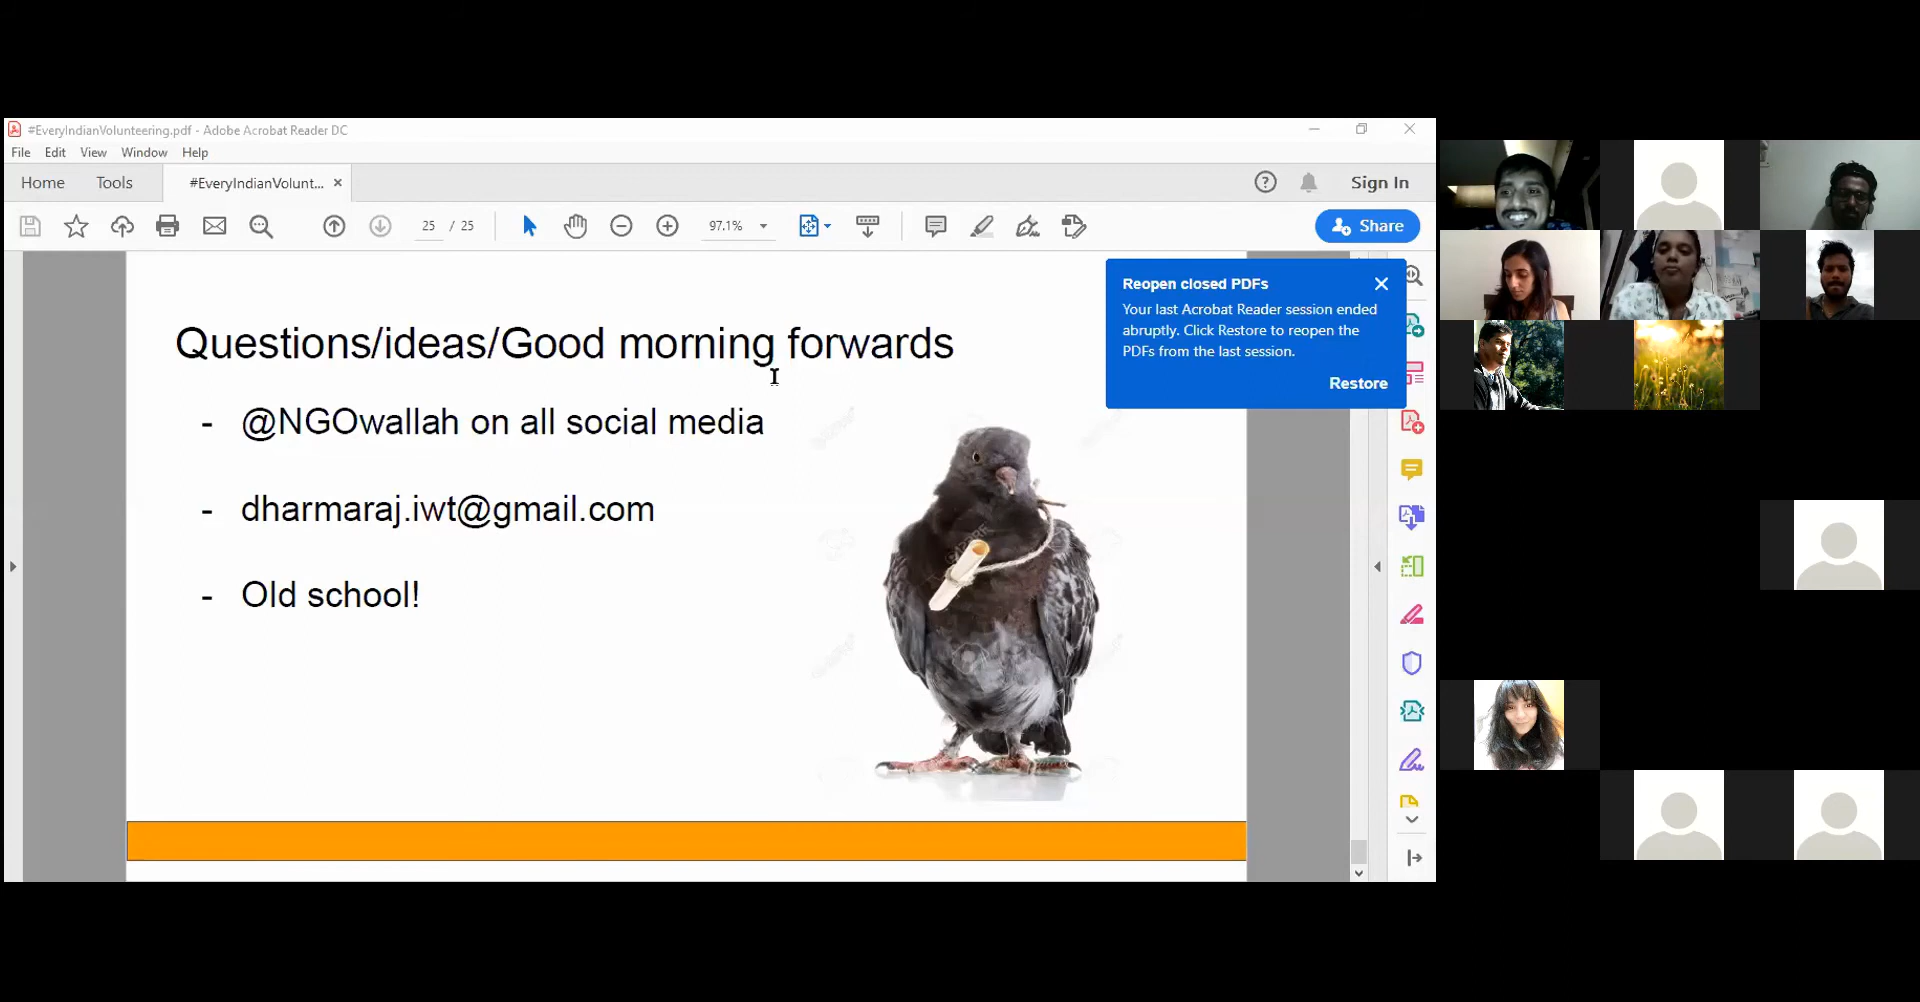 #EveryIndianVolunteering.pdf - Adobe Acrobat Reader DC
File Edit View Window Help
Home Tools #EveryIndianVolunt... Sign In
25 / 25 97.1% Share
Reopen closed PDFs
Your last Acrobat Reader session ended
abruptly. Click Restore to reopen the
PDFs from the last session.
Restore
Questions/ideas/Good morning forwards
- @NGOwallah on all social media
- dharmaraj.iwt@gmail.com
- Old school!